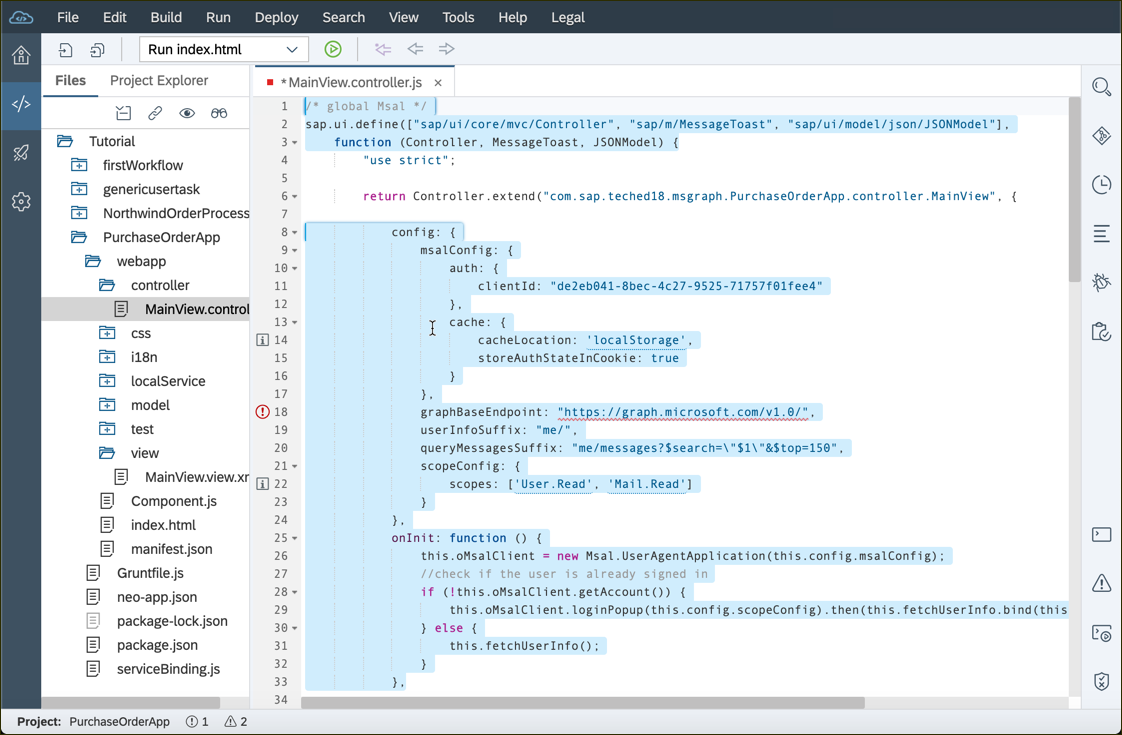 File Edit Build Run Deploy Search View Tools Help Legal
Run index.html
Files Project Explorer
*MainView.controller.js ×
Tutorial
firstWorkflow
genericusertask
NorthwindOrderProcess
PurchaseOrderApp
webapp
controller
MainView.control
css
i18n
localService
model
test
view
MainView.view.xr
Component.js
index.html
manifest.json
Gruntfile.js
neo-app.json
package-lock.json
package.json
serviceBinding.js
1 /* global Msal */
2 sap.ui.define(["sap/ui/core/mvc/Controller", "sap/m/MessageToast", "sap/ui/model/json/JSONModel"],
3 function (Controller, MessageToast, JSONModel) {
4 "use strict";
5
6 return Controller.extend("com.sap.teched18.msgraph.PurchaseOrderApp.controller.MainView", {
7
8 config: {
9 msalConfig: {
10 auth: {
11 clientId: "de2eb041-8bec-4c27-9525-71757f01fee4"
12 },
13 cache: {
14 cacheLocation: 'localStorage',
15 storeAuthStateInCookie: true
16 }
17 },
18 graphBaseEndpoint: "https://graph.microsoft.com/v1.0/",
19 userInfoSuffix: "me/",
20 queryMessagesSuffix: "me/messages?$search=\"$1\"&$top=150",
21 scopeConfig: {
22 scopes: ['User.Read', 'Mail.Read']
23 }
24 },
25 onInit: function () {
26 this.oMsalClient = new Msal.UserAgentApplication(this.config.msalConfig);
27 //check if the user is already signed in
28 if (!this.oMsalClient.getAccount()) {
29 this.oMsalClient.loginPopup(this.config.scopeConfig).then(this.fetchUserInfo.bind(this
30 } else {
31 this.fetchUserInfo();
32 }
33 },
34
Project: PurchaseOrderApp 1 2